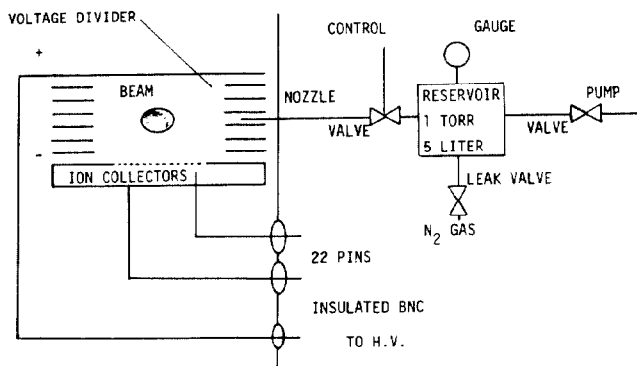 VOLTAGE DIVIDER
CONTROL
GAUGE
+
BEAM
NOZZLE
VALVE
RESERVOIR
1 TORR
5 LITER
VALVE
PUMP
-
ION COLLECTORS
LEAK VALVE
N2 GAS
22 PINS
INSULATED BNC
TO H.V.